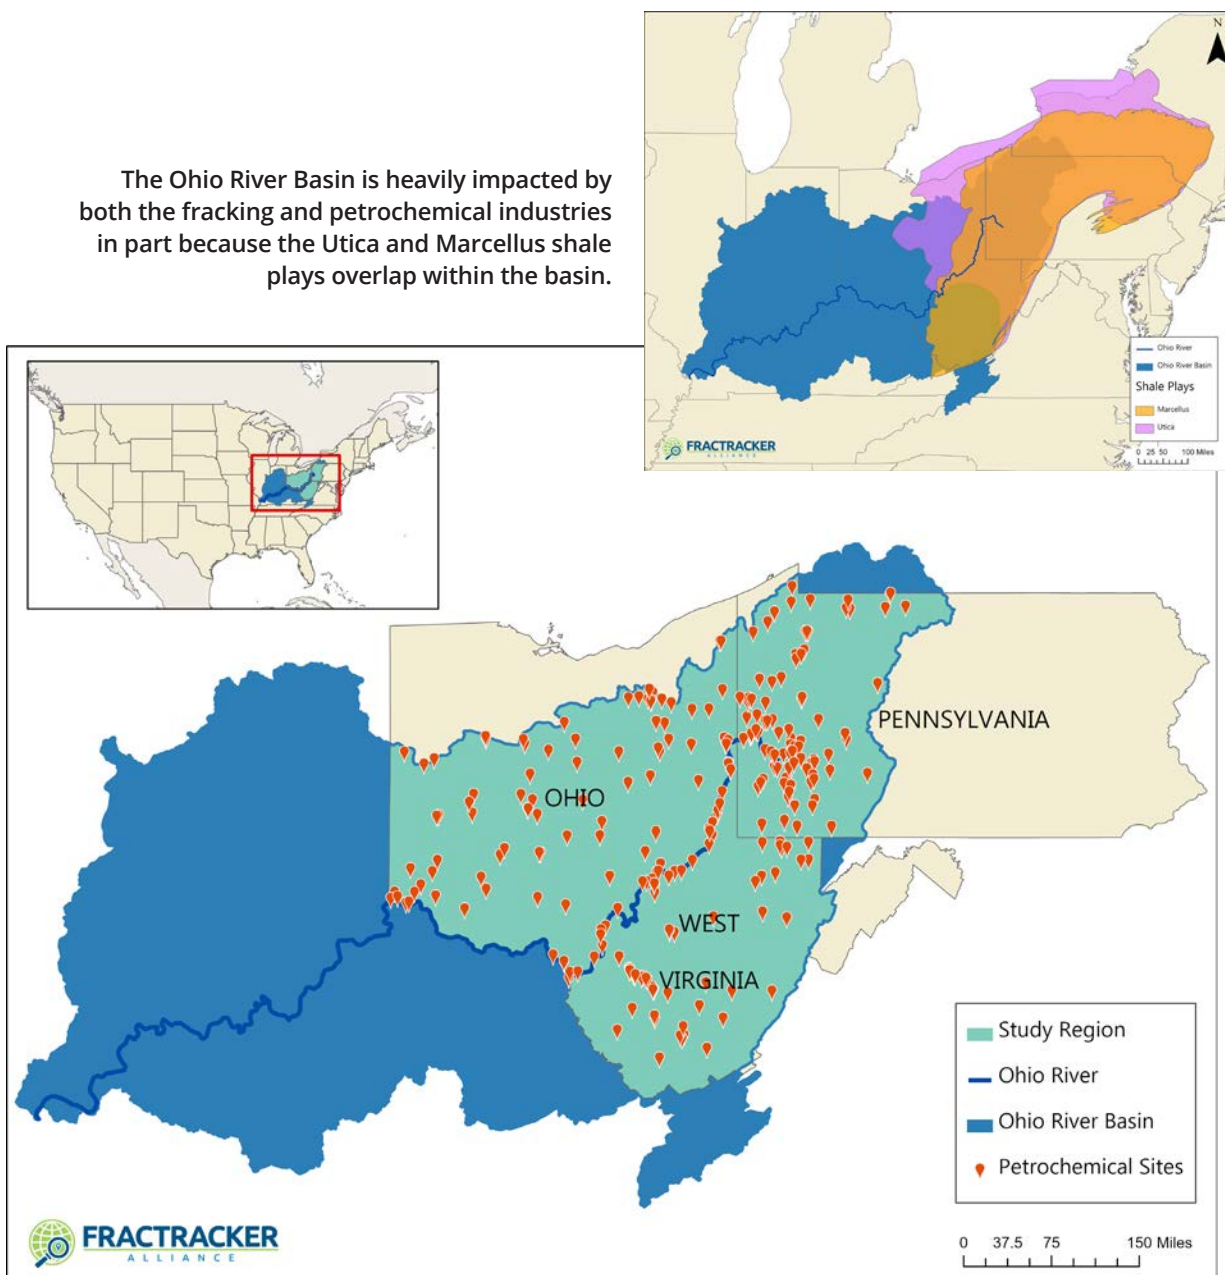 The Ohio River Basin is heavily impacted by
both the fracking and petrochemical industries
in part because the Utica and Marcellus shale
plays overlap within the basin.
N
Ohio River
Ohio River Basin
Shale Plays
Marcellus
Utica
0 25 50 100 Miles
FRACTRACKER
ALLIANCE
PENNSYLVANIA
OHIO
WEST
VIRGINIA
Study Region
Ohio River
Ohio River Basin
Petrochemical Sites
0 37.5 75 150 Miles
FRACTRACKER
ALLIANCE